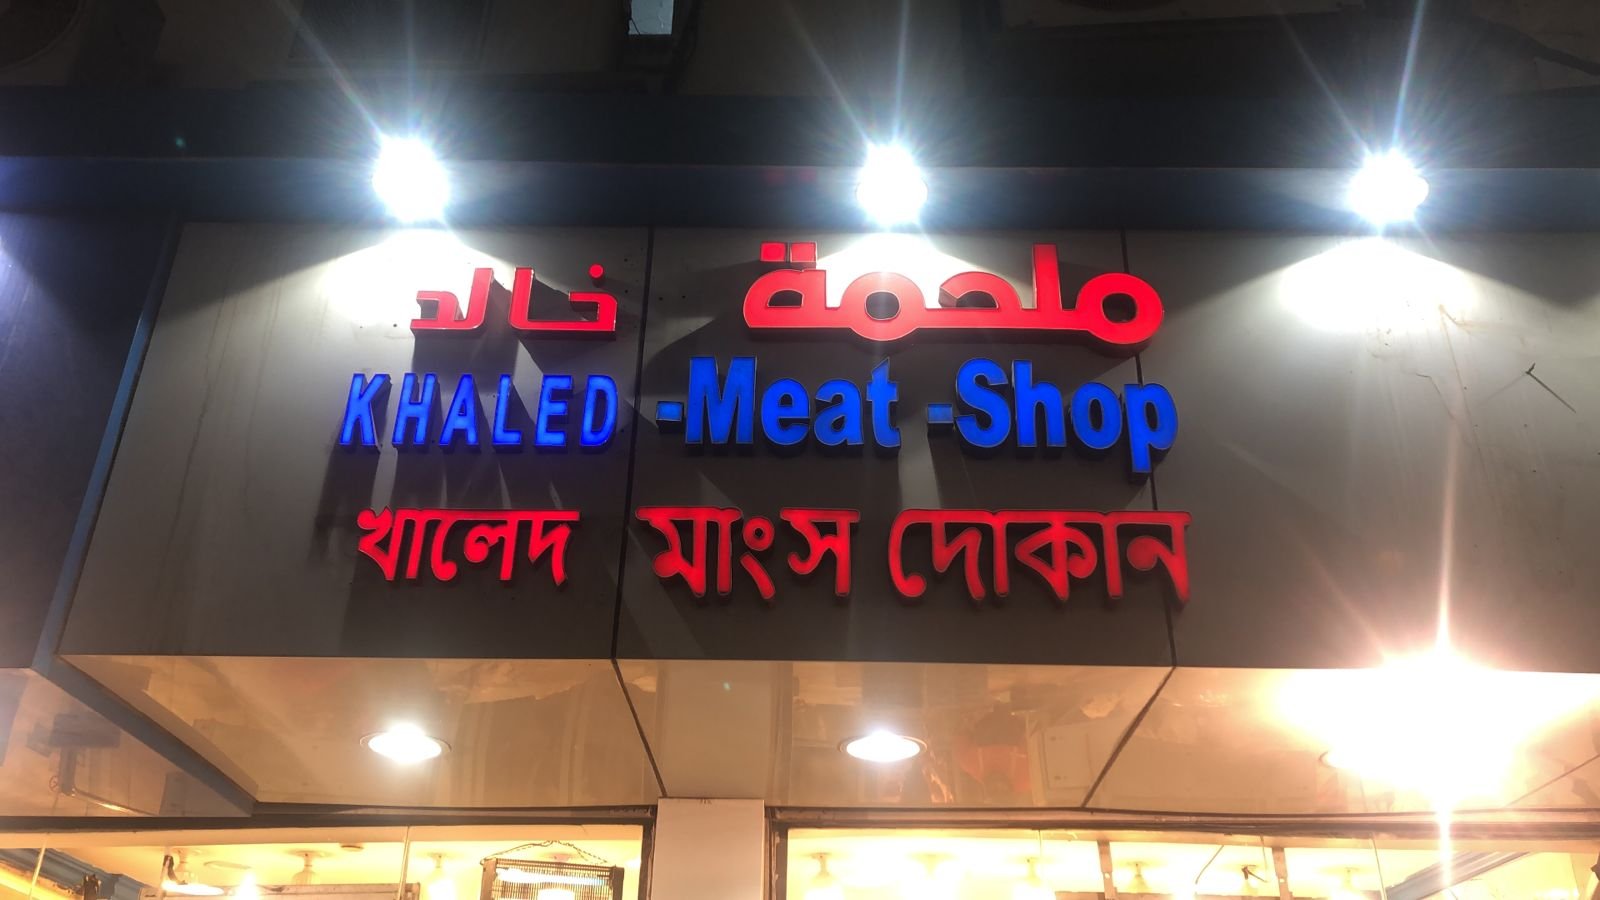 ملحمة خالد
KHALED -Meat -Shop
খালেদ মাংস দোকান